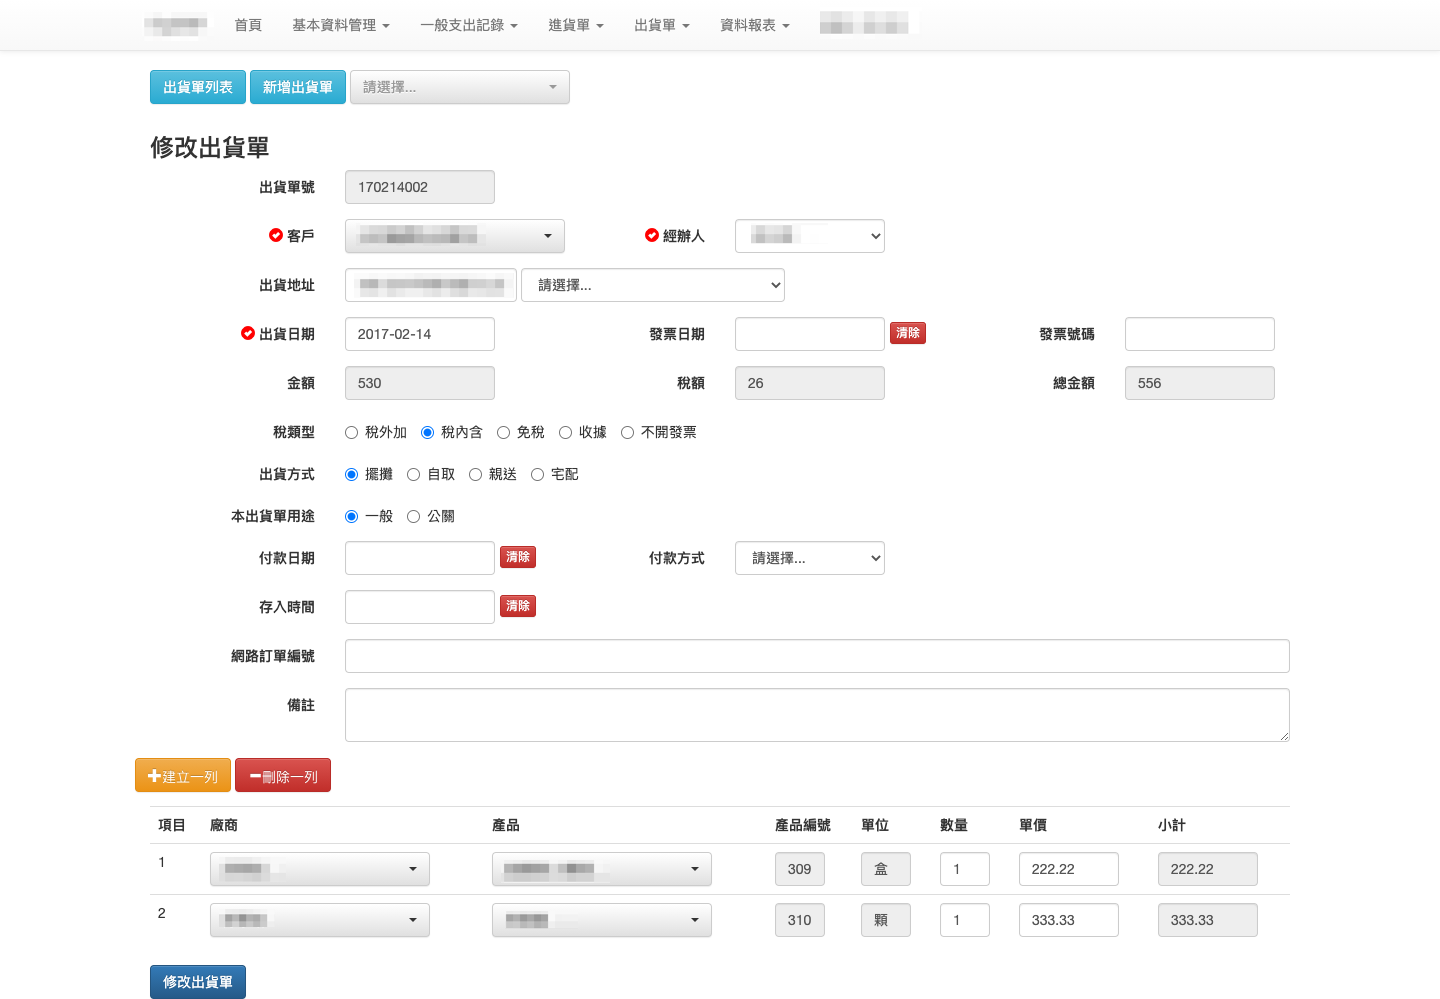 首頁 基本資料管理 一般支出記錄 進貨單 出貨單 資料報表
出貨單列表 新增出貨單 請選擇...
修改出貨單
出貨單號 170214002
客戶 經辦人
出貨地址 請選擇...
出貨日期 2017-02-14 發票日期 清除 發票號碼
金額 530 稅額 26 總金額 556
稅類型 稅外加 稅內含 免稅 收據 不開發票
出貨方式 擺攤 自取 親送 宅配
本出貨單用途 一般 公關
付款日期 清除 付款方式 請選擇...
存入時間 清除
網路訂單編號
備註
建立一列 刪除一列
項目 廠商 產品 產品編號 單位 數量 單價 小計
1 309 盒 1 222.22 222.22
2 310 顆 1 333.33 333.33
修改出貨單